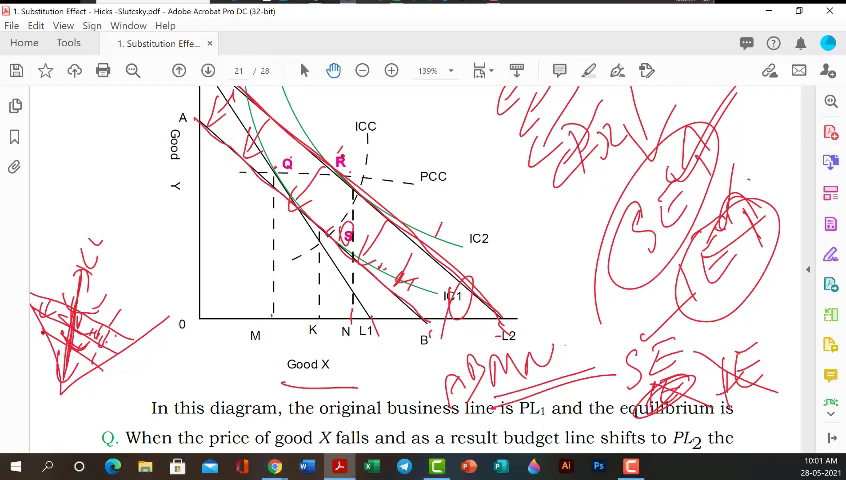 1. Substitution Effect - Hicks -Slutcsky.pdf - Adobe Acrobat Pro DC (32-bit)
File Edit View Sign Window Help
Home Tools 1. Substitution Effe... ×
21 / 28 139%
A
ICC
Good Y
Q
R
PCC
S
IC2
IC1
0 M K N L1 B L2
Good X
SE
IE
SE
In this diagram, the original business line is PL1 and the equilibrium is
Q. When the price of good X falls and as a result budget line shifts to PL2 the
10:01 AM
28-05-2021